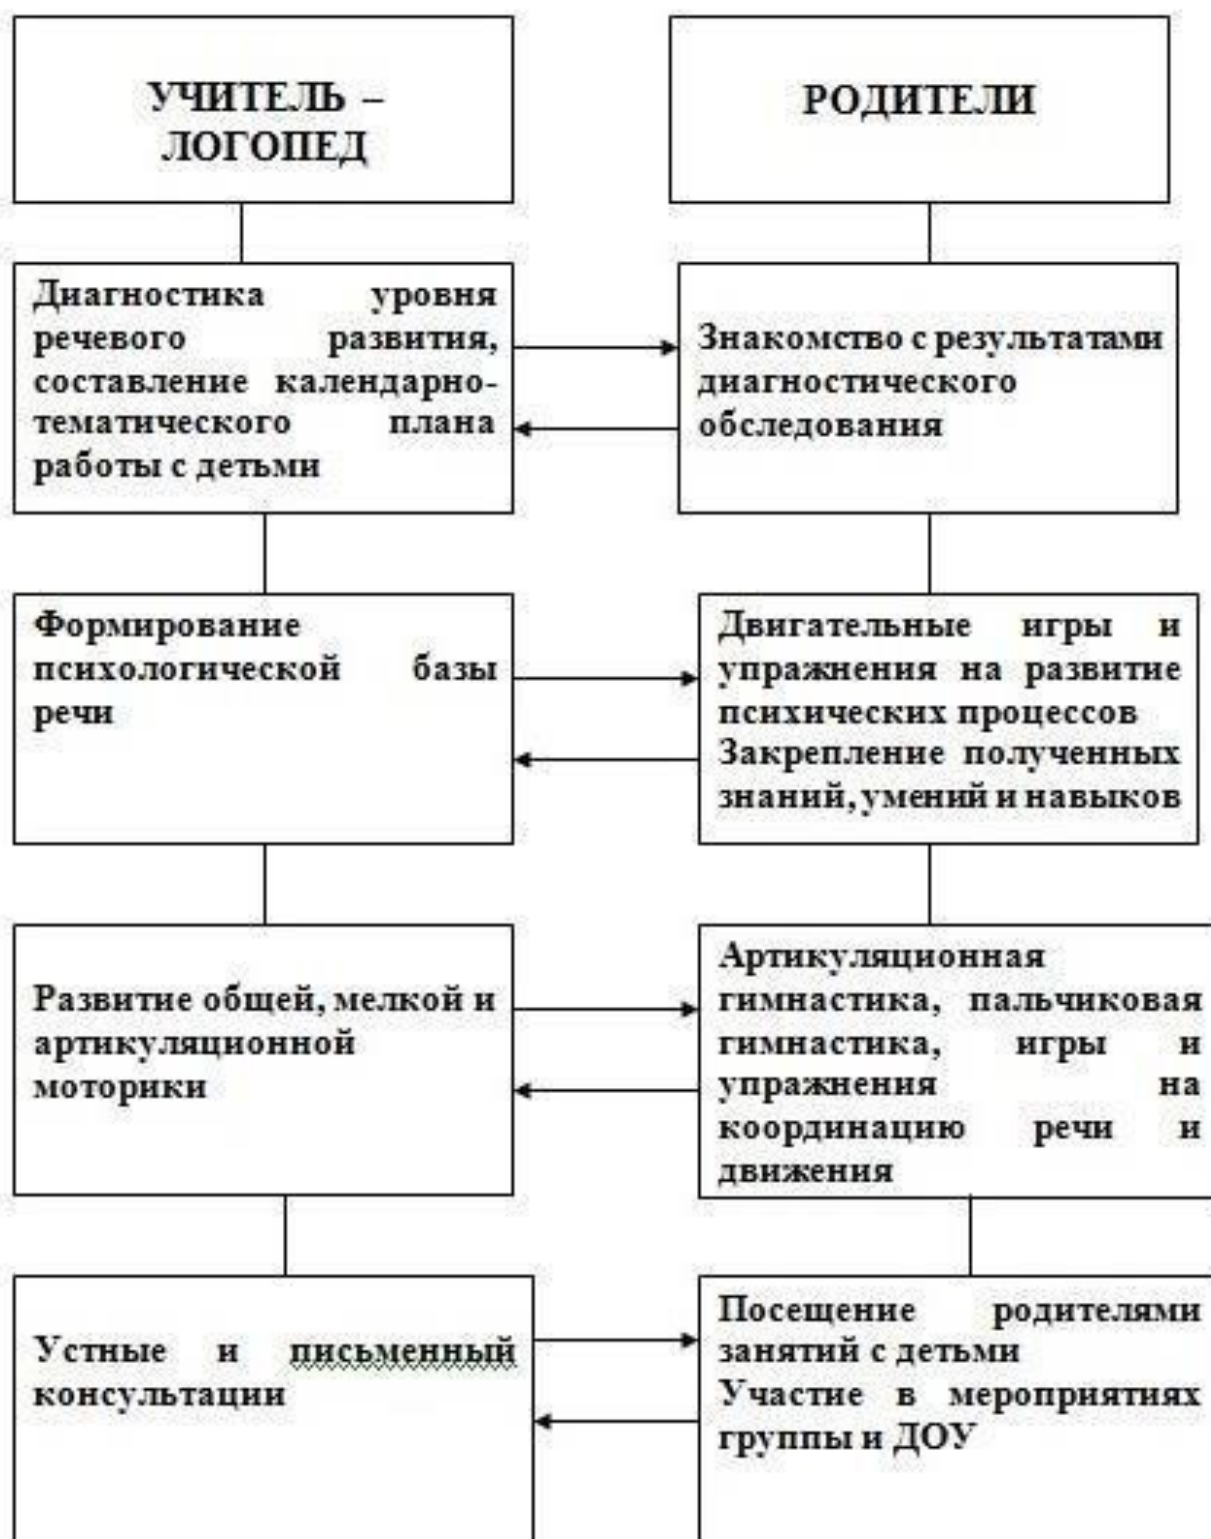 УЧИТЕЛЬ –
ЛОГОПЕД
РОДИТЕЛИ
Диагностика уровня
речевого развития,
составление календарно-
тематического плана
работы с детьми
Знакомство с результатами
диагностического
обследования
Формирование
психологической базы
речи
Двигательные игры и
упражнения на развитие
психических процессов
Закрепление полученных
знаний, умений и навыков
Развитие общей, мелкой и
артикуляционной
моторики
Артикуляционная
гимнастика, пальчиковая
гимнастика, игры и
упражнения на
координацию речи и
движения
Устные и письменный
консультации
Посещение родителями
занятий с детьми
Участие в мероприятиях
группы и ДОУ